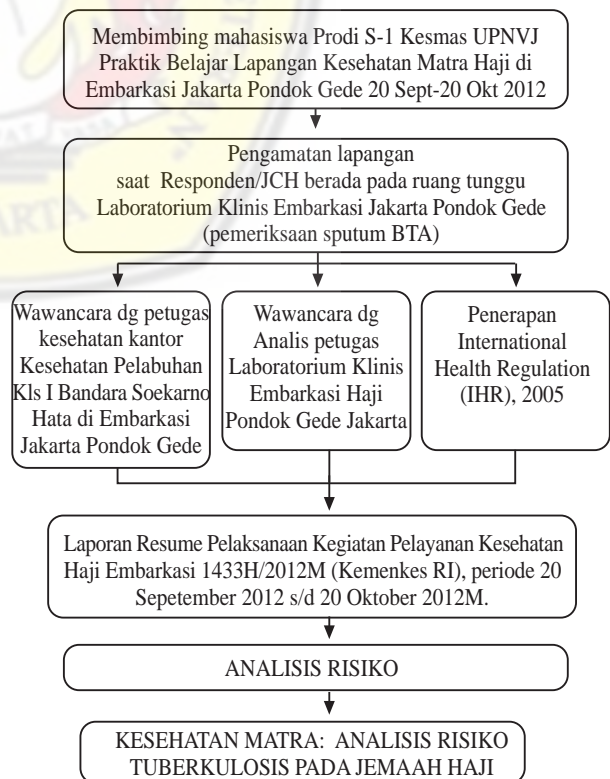 Membimbing mahasiswa Prodi S-1 Kesmas UPNVJ
Praktik Belajar Lapangan Kesehatan Matra Haji di
Embarkasi Jakarta Pondok Gede 20 Sept-20 Okt 2012
Pengamatan lapangan
saat Responden/JCH berada pada ruang tunggu
Laboratorium Klinis Embarkasi Jakarta Pondok Gede
(pemeriksaan sputum BTA)
Wawancara dg petugas
kesehatan kantor
Kesehatan Pelabuhan
Kls I Bandara Soekarno
Hata di Embarkasi
Jakarta Pondok Gede
Wawancara dg
Analis petugas
Laboratorium Klinis
Embarkasi Haji
Pondok Gede Jakarta
Penerapan
International
Health Regulation
(IHR), 2005
Laporan Resume Pelaksanaan Kegiatan Pelayanan Kesehatan
Haji Embarkasi 1433H/2012M (Kemenkes RI), periode 20
Sepetember 2012 s/d 20 Oktober 2012M.
ANALISIS RISIKO
KESEHATAN MATRA: ANALISIS RISIKO
TUBERKULOSIS PADA JEMAAH HAJI